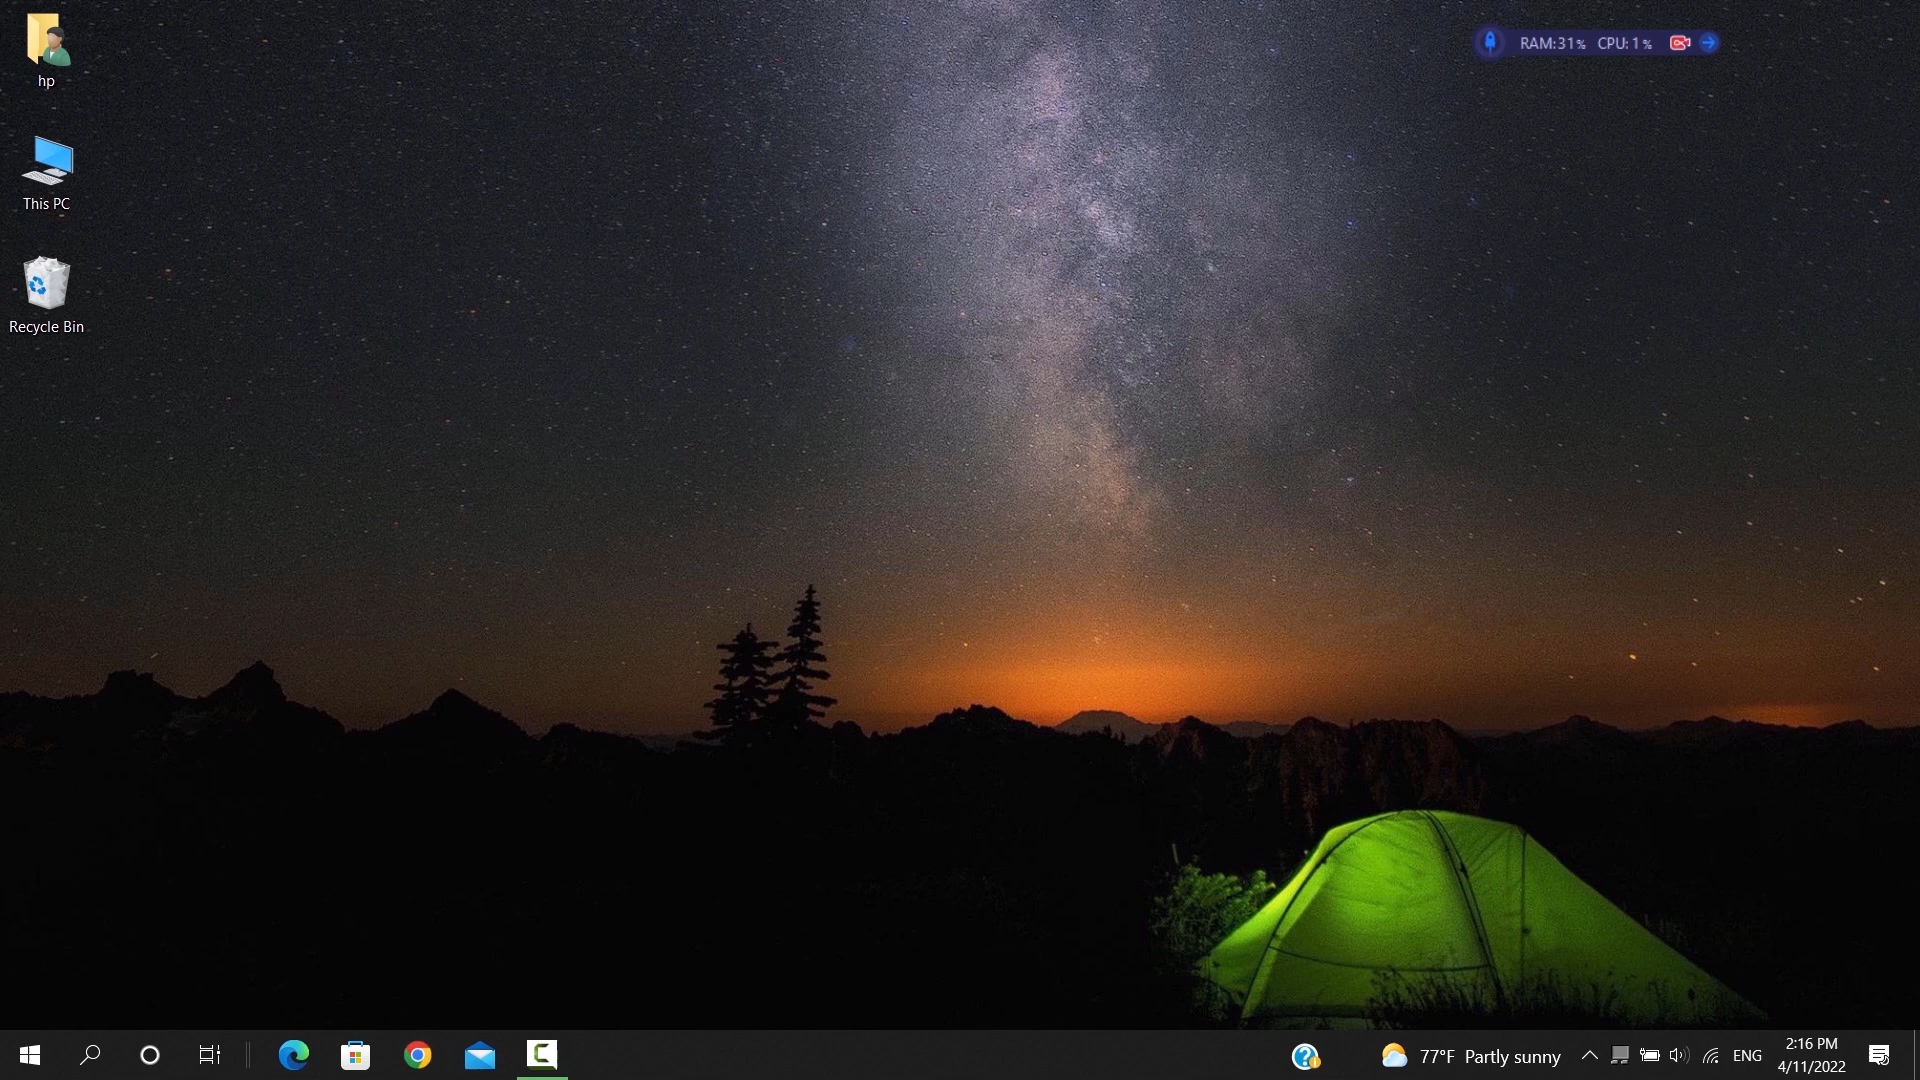 hp
This PC
Recycle Bin
RAM:31% CPU:1%
77°F Partly sunny
ENG
2:16 PM
4/11/2022